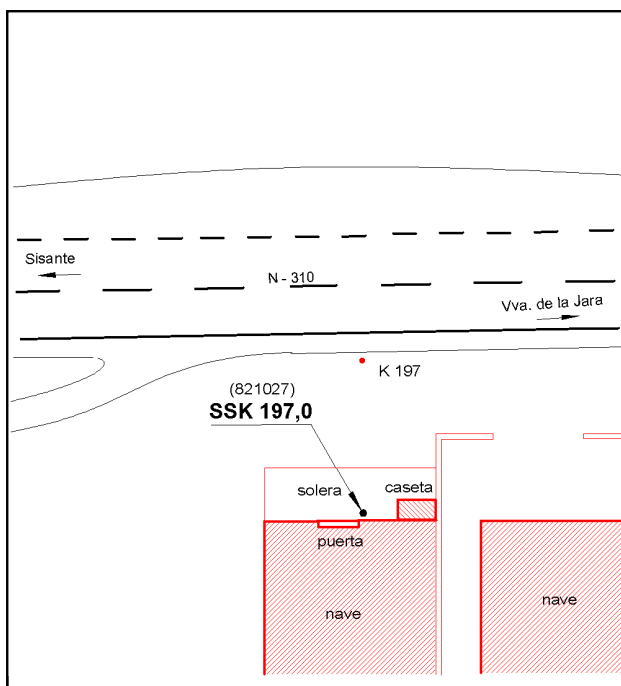 Sisante
N - 310
Vva. de la Jara
K 197
(821027)
SSK 197,0
solera
caseta
puerta
nave
nave